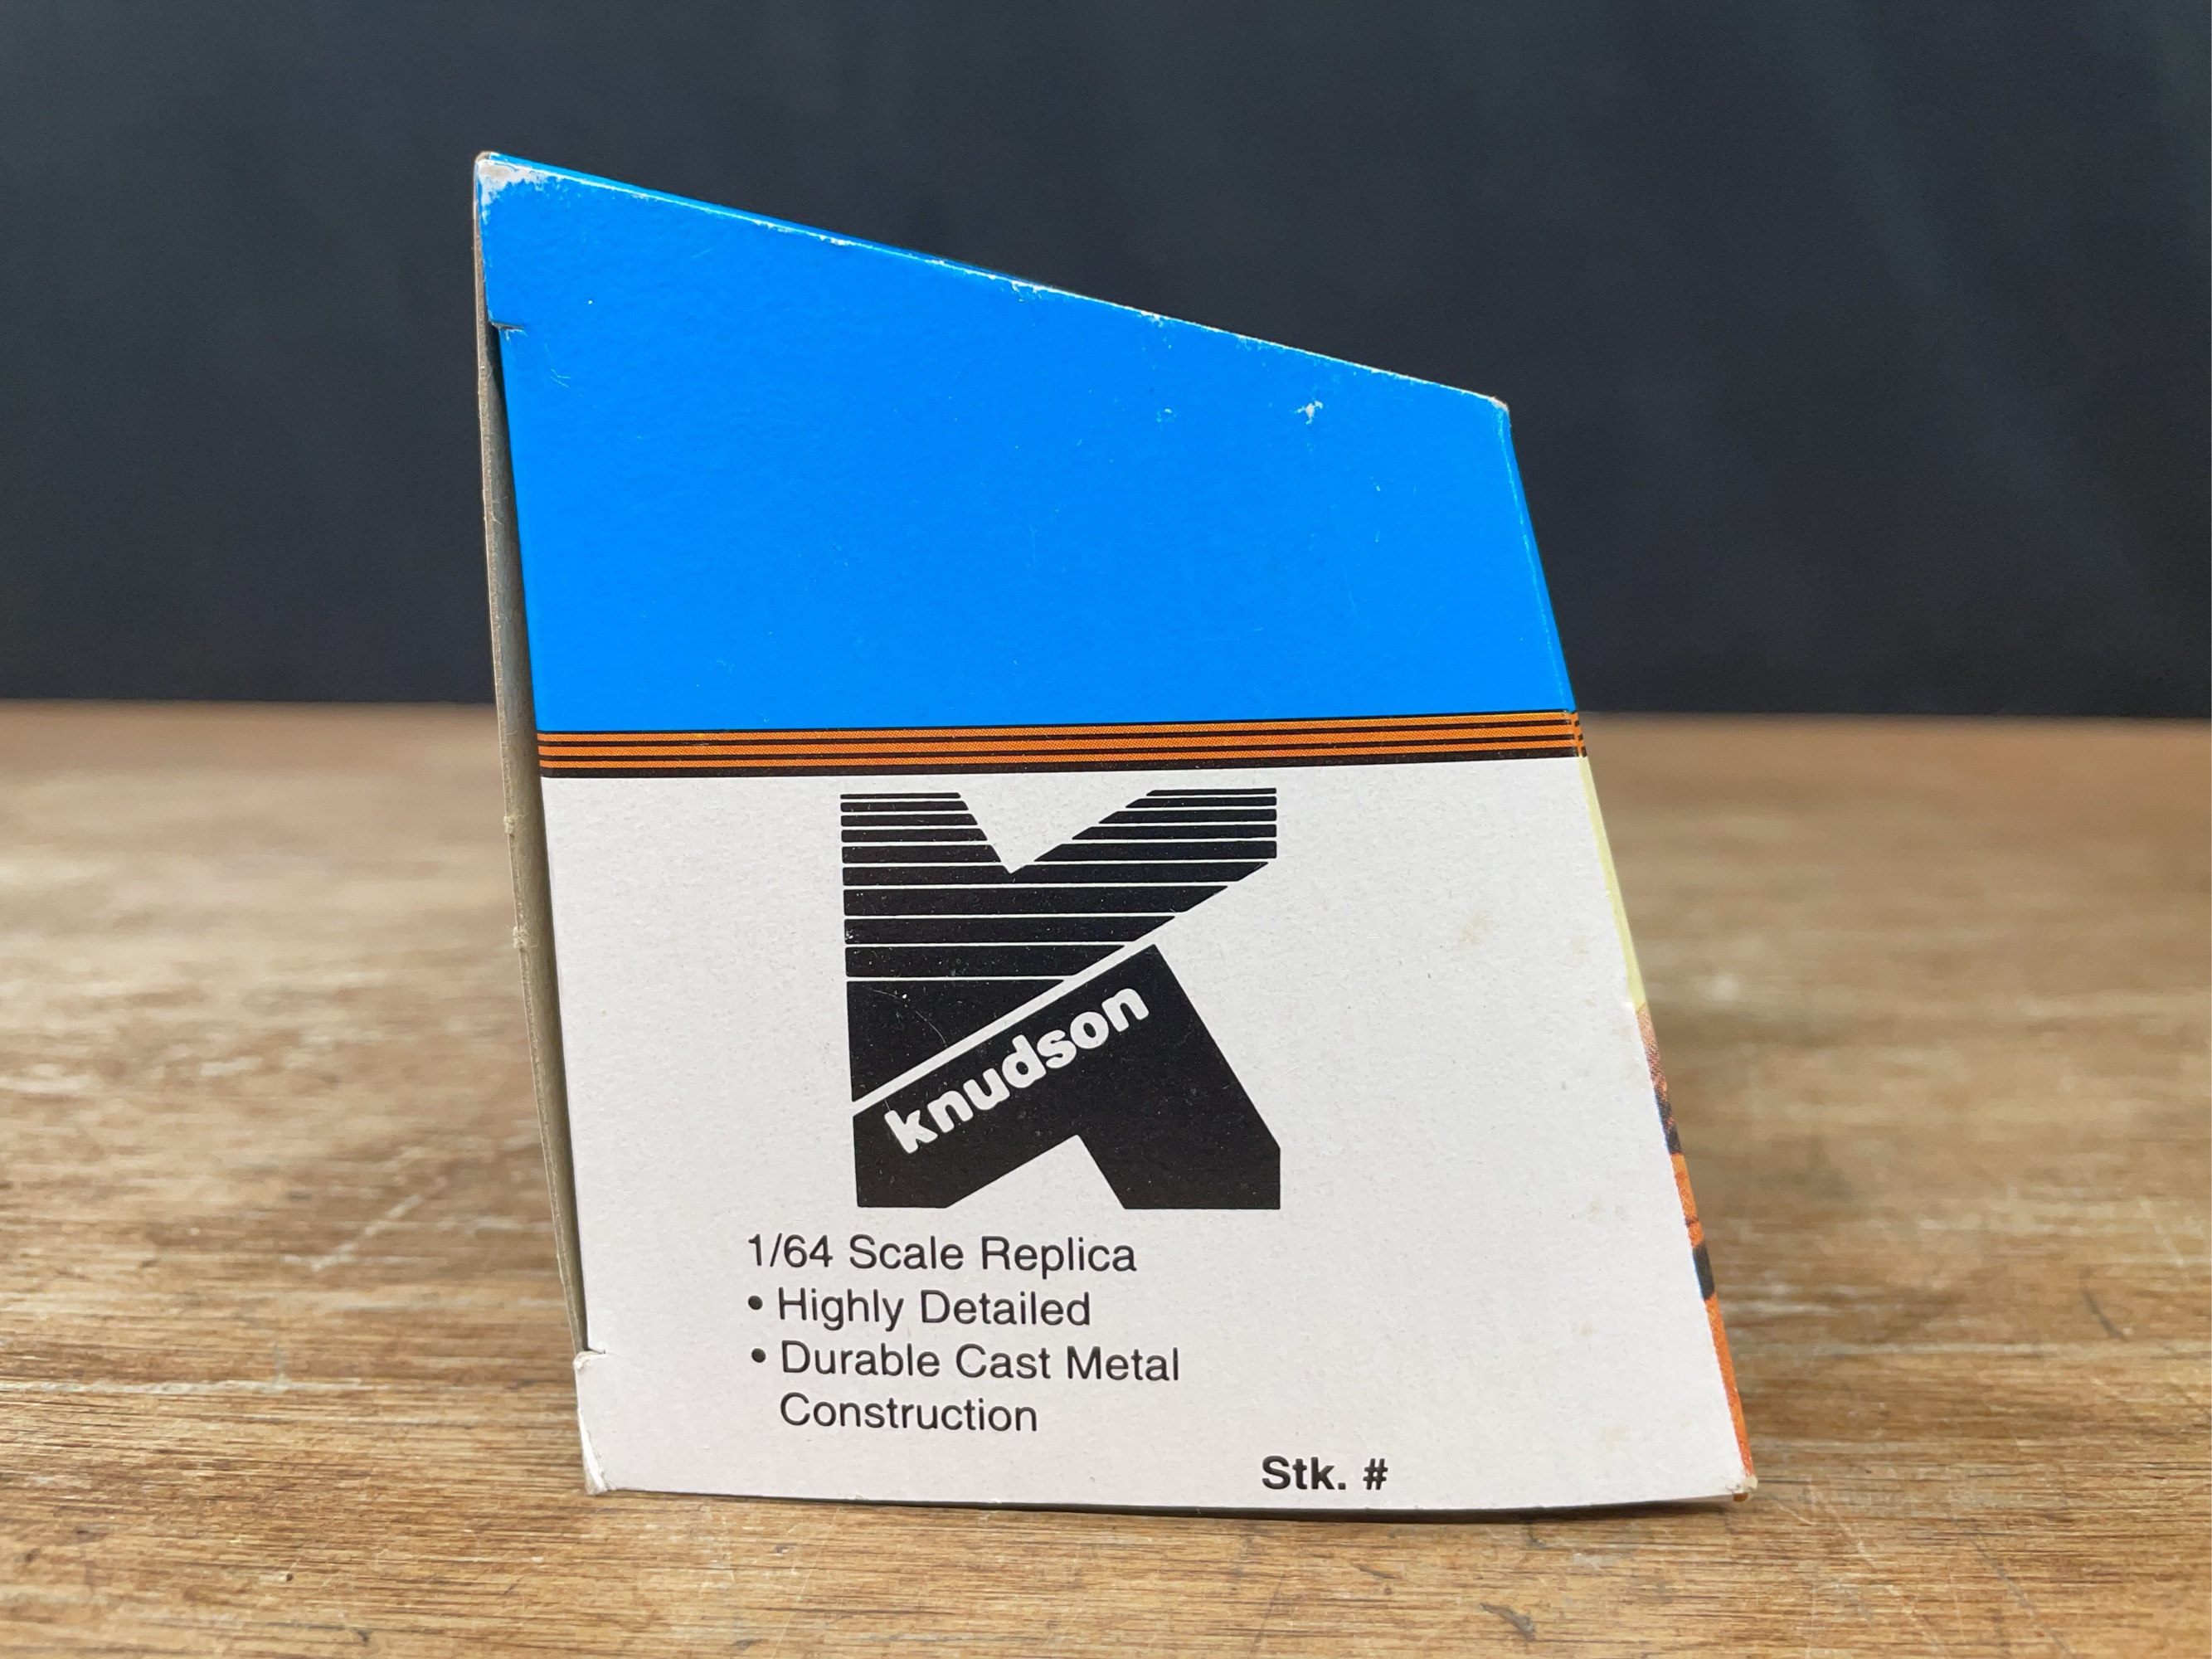 knudson
1/64 Scale Replica
• Highly Detailed
• Durable Cast Metal
Construction
Stk. #